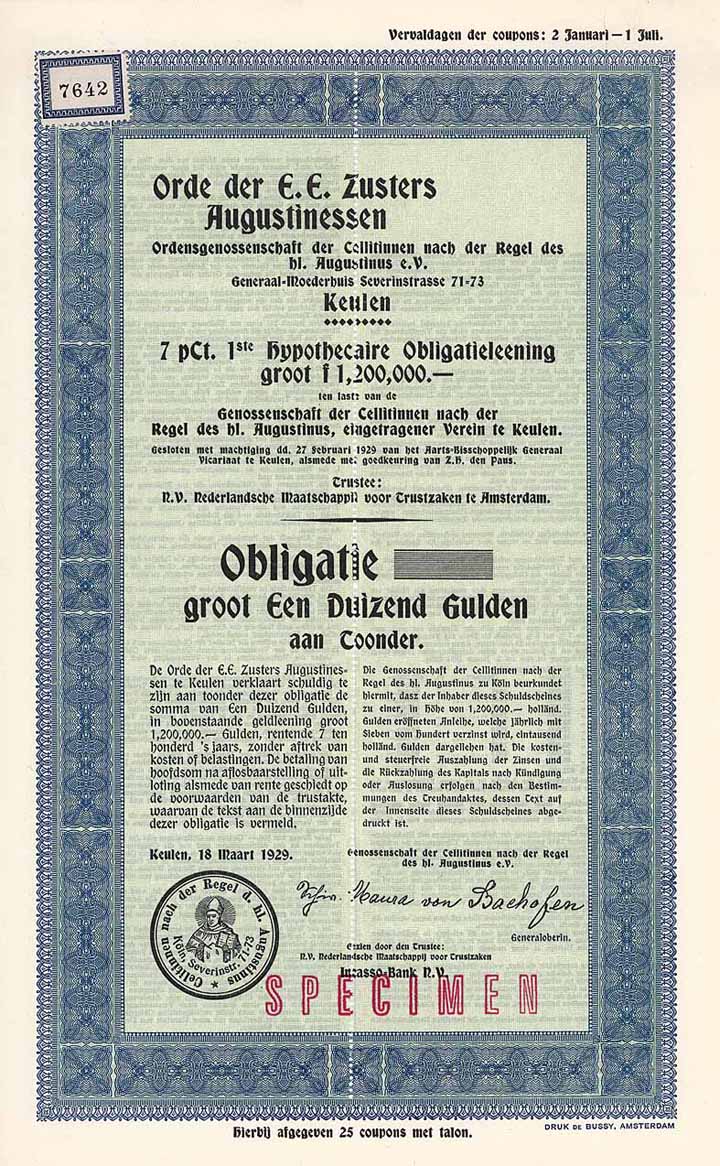 Vervaldagen der coupons: 2 Januari—1 Juli.
7642
Orde der E.E. Zusters
Augustinessen
Ordensgenossenschaft der Cellitinnen nach der Regel des
hl. Augustinus e.V.
Generaal-Moederhuis Severinstrasse 71-73
Keulen
7 pCt. 1ste Hypothecaire Obligatieleening
groot f 1,200,000.—
ten laste van de
Genossenschaft der Cellitinnen nach der
Regel des hl. Augustinus, eingetragener Verein te Keulen.
Gesloten met machtiging dd. 27 Februari 1929 van het Aarts-Bisschoppelijk Generaal
Vicariaat te Keulen, alsmede met goedkeuring van Z.H. den Paus.
Trustee:
N.V. Nederlandsche Maatschappij voor Trustzaken te Amsterdam.
Obligatie
groot Een Duizend Gulden
aan Toonder.
De Orde der E.E. Zusters Augustines-
sen te Keulen verklaart schuldig te
zijn aan toonder dezer obligatie de
somma van Een Duizend Gulden,
in bovenstaande geldleening groot
1,200,000.— Gulden, rentende 7 ten
honderd 's jaars, zonder aftrek van
kosten of belastingen. De betaling van
hoofdsom na aflosbaarstelling of uit-
loting alsmede van rente geschiedt op
de voorwaarden van de trustakte,
waarvan de tekst aan de binnenzijde
dezer obligatie is vermeld.
Die Genossenschaft der Cellitinnen nach der
Regel des hl. Augustinus zu Köln beurkundet
hiermit, dasz der Inhaber dieses Schuldscheines
zu einer, in Höhe von 1,200,000.— holländ.
Gulden eröffneten Anleihe, welche jährlich mit
Sieben vom Hundert verzinst wird, eintausend
holländ. Gulden dargeliehen hat. Die kosten-
und steuerfreie Auszahlung der Zinsen und
die Rückzahlung des Kapitals nach Kündigung
oder Auslosung erfolgen nach den Bestim-
mungen des Treuhandaktes, dessen Text auf
der Innenseite dieses Schuldscheines abge-
druckt ist.
Keulen, 18 Maart 1929.
Genossenschaft der Cellitinnen nach der Regel
des hl. Augustinus e.V.
Maura von Bachofen
Generaloberin.
Cellitinnen nach der Regel d. hl. Augustinus
Köln, Severinstr. 71-73
Gezien door den Trustee:
N.V. Nederlandsche Maatschappij voor Trustzaken
Incasso-Bank N.V.
SPECIMEN
Hierbij afgegeven 25 coupons met talon.
DRUK DE BUSSY, AMSTERDAM